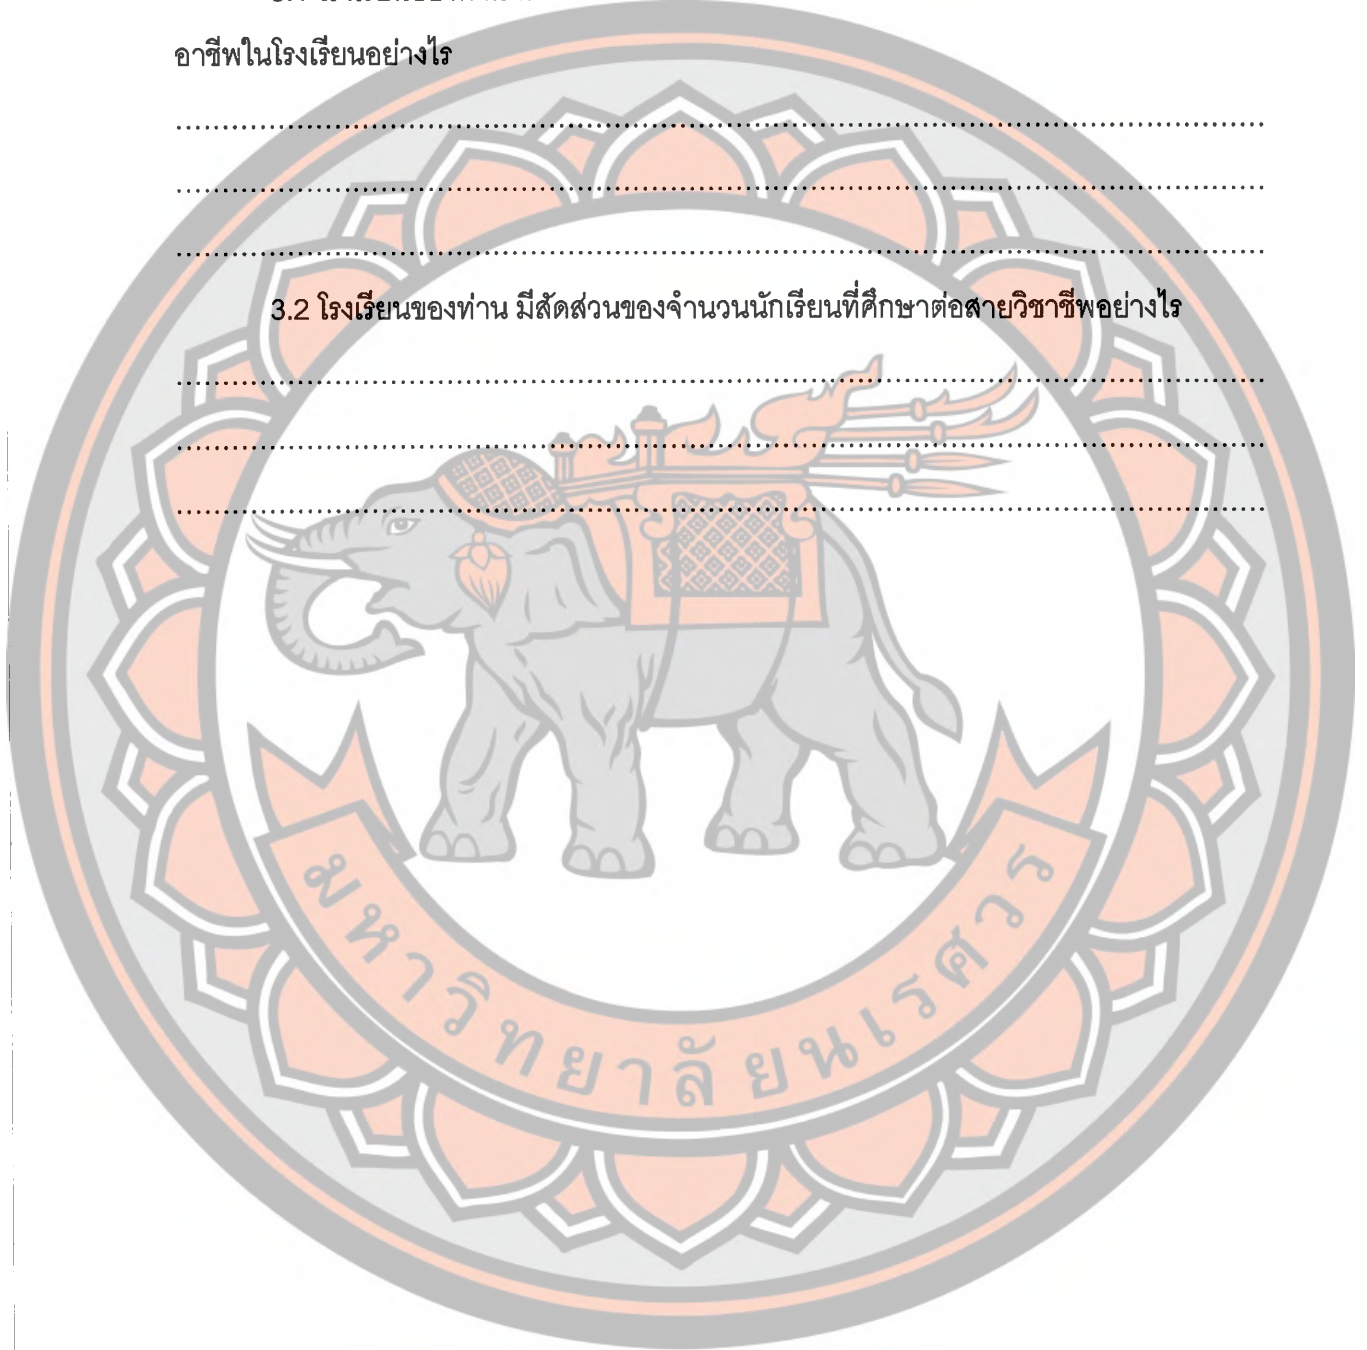 อาชีพในโรงเรียนอย่างไร
................................................................................
................................................................................
................................................................................
3.2 โรงเรียนของท่าน มีสัดส่วนของจำนวนนักเรียนที่ศึกษาต่อสายวิชาชีพอย่างไร
................................................................................
................................................................................
................................................................................
มหาวิทยาลัยนเรศวร